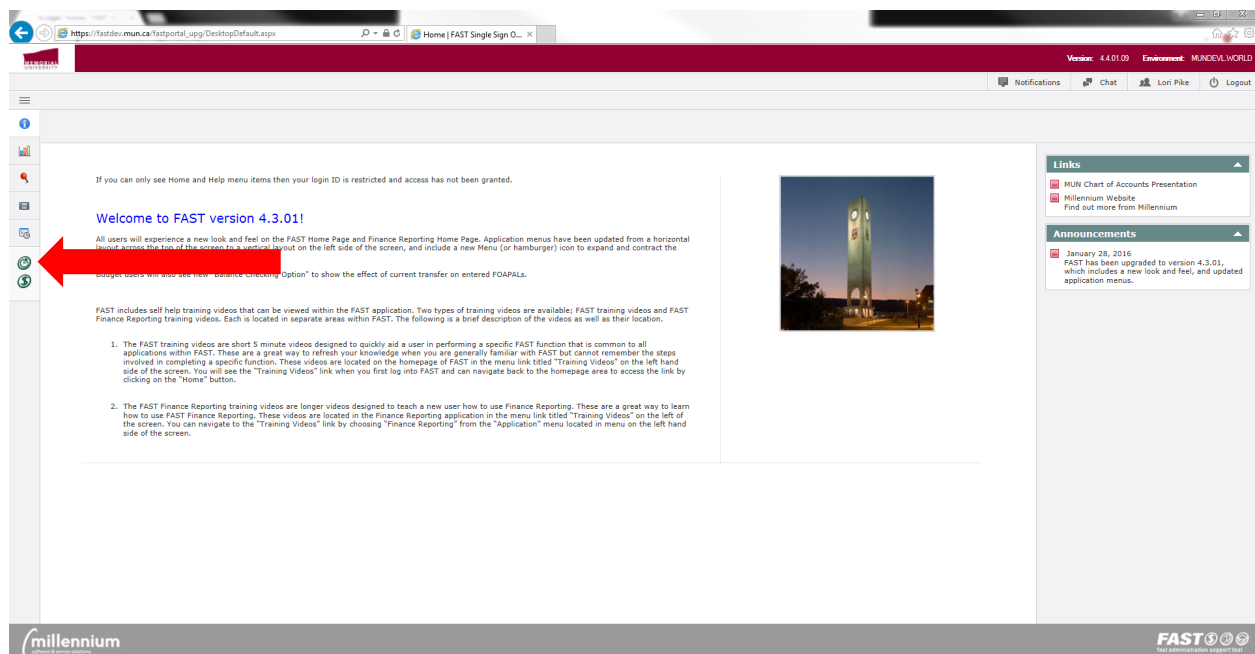 https://fastdev.mun.ca/fastportal_upg/DesktopDefault.aspx
Home | FAST Single Sign O...
MEMORIAL
UNIVERSITY
Version: 4.4.01.09 Environment: MUNDEVL.WORLD
Notifications Chat Lori Pike Logout
If you can only see Home and Help menu items then your login ID is restricted and access has not been granted.
Welcome to FAST version 4.3.01!
All users will experience a new look and feel on the FAST Home Page and Finance Reporting Home Page. Application menus have been updated from a horizontal
layout across the top of the screen to a vertical layout on the left side of the screen, and include a new Menu (or hamburger) icon to expand and contract the
Budget users will also see new "Balance Checking Option" to show the effect of current transfer on entered FOAPALs.
FAST includes self help training videos that can be viewed within the FAST application. Two types of training videos are available; FAST training videos and FAST
Finance Reporting training videos. Each is located in separate areas within FAST. The following is a brief description of the videos as well as their location.
1. The FAST training videos are short 5 minute videos designed to quickly aid a user in performing a specific FAST function that is common to all
applications within FAST. These are a great way to refresh your knowledge when you are generally familiar with FAST but cannot remember the steps
involved in completing a specific function. These videos are located on the homepage of FAST in the menu link titled "Training Videos" on the left hand
side of the screen. You will see the "Training Videos" link when you first log into FAST and can navigate back to the homepage area to access the link by
clicking on the "Home" button.
2. The FAST Finance Reporting training videos are longer videos designed to teach a new user how to use Finance Reporting. These are a great way to learn
how to use FAST Finance Reporting. These videos are located in the Finance Reporting application in the menu link titled "Training Videos" on the left of
the screen. You can navigate to the "Training Videos" link by choosing "Finance Reporting" from the "Application" menu located in menu on the left hand
side of the screen.
Links
MUN Chart of Accounts Presentation
Millennium Website
Find out more from Millennium
Announcements
January 28, 2016
FAST has been upgraded to version 4.3.01,
which includes a new look and feel, and updated
application menus.
millennium
software & service solutions
FAST
fast administration support tool